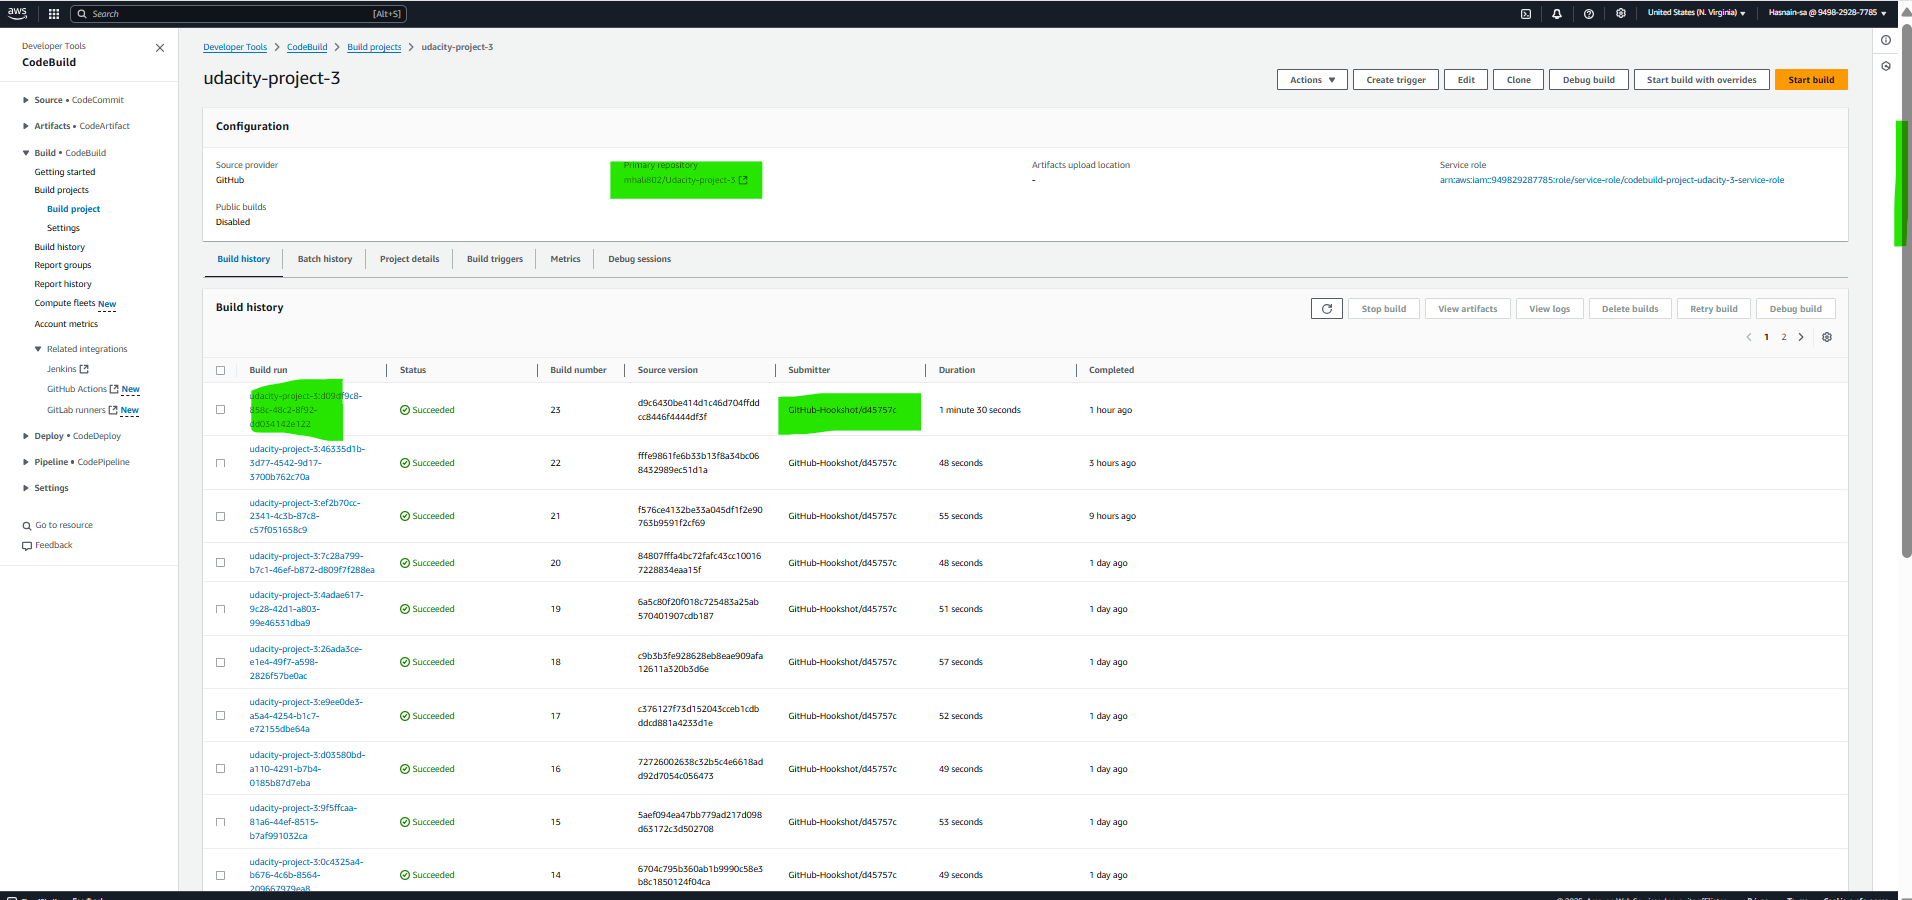 aws
Search
[Alt+S]
United States (N. Virginia)
Hasnain-sa @ 9498-2928-7785
Developer Tools
CodeBuild
Source • CodeCommit
Artifacts • CodeArtifact
Build • CodeBuild
Getting started
Build projects
Build project
Settings
Build history
Report groups
Report history
Compute fleets New
Account metrics
Related integrations
Jenkins
GitHub Actions New
GitLab runners New
Deploy • CodeDeploy
Pipeline • CodePipeline
Settings
Go to resource
Feedback
Developer Tools > CodeBuild > Build projects > udacity-project-3
udacity-project-3
Actions
Create trigger
Edit
Clone
Debug build
Start build with overrides
Start build
Configuration
Source provider
GitHub
Primary repository
mhali802/Udacity-project-3
Artifacts upload location
-
Service role
arn:aws:iam::949829287785:role/service-role/codebuild-project-udacity-3-service-role
Public builds
Disabled
Build history
Batch history
Project details
Build triggers
Metrics
Debug sessions
Build history
Stop build
View artifacts
View logs
Delete builds
Retry build
Debug build
1
2
Build run
Status
Build number
Source version
Submitter
Duration
Completed
udacity-project-3:d09df9c8-
858c-48c2-8f92-
dd034142e122
Succeeded
23
d9c6430be414d1c46d704ffdd
cc8446f4444df3f
GitHub-Hookshot/d45757c
1 minute 30 seconds
1 hour ago
udacity-project-3:46335d1b-
3d77-4542-9d17-
3700b762c70a
Succeeded
22
fffe9861fe6b33b13f8a34bc06
8432989ec51d1a
GitHub-Hookshot/d45757c
48 seconds
3 hours ago
udacity-project-3:ef2b70cc-
2341-4c3b-87c8-
c57f051658c9
Succeeded
21
f576ce4132be33a045df1f2e90
763b9591f2cf69
GitHub-Hookshot/d45757c
55 seconds
9 hours ago
udacity-project-3:7c28a799-
b7c1-46ef-b872-d809f7f288ea
Succeeded
20
84807fffa4bc72fafc43cc10016
7228834eaa15f
GitHub-Hookshot/d45757c
48 seconds
1 day ago
udacity-project-3:4adae617-
9c28-42d1-a803-
99e46531dba9
Succeeded
19
6a5c80f20f018c725483a25ab
570401907cdb187
GitHub-Hookshot/d45757c
51 seconds
1 day ago
udacity-project-3:26ada3ce-
e1e4-49f7-a598-
2826f57be0ac
Succeeded
18
c9b3b3fe928628eb8eae909afa
12611a320b3d6e
GitHub-Hookshot/d45757c
57 seconds
1 day ago
udacity-project-3:e9ee0de3-
a5a4-4254-b1c7-
e72155dbe64a
Succeeded
17
c376127f73d152043cceb1cdb
ddcd881a4233d1e
GitHub-Hookshot/d45757c
52 seconds
1 day ago
udacity-project-3:d03580bd-
a110-4291-b7b4-
0185b87d7eba
Succeeded
16
72726002638c32b5c4e6618ad
d92d7054c056473
GitHub-Hookshot/d45757c
49 seconds
1 day ago
udacity-project-3:9f5ffcaa-
81a6-44ef-8515-
b7af991032ca
Succeeded
15
5aef094ea47bb779ad217d098
d63172c3d502708
GitHub-Hookshot/d45757c
53 seconds
1 day ago
udacity-project-3:0c4325a4-
b676-4c6b-8564-
209667979ea8
Succeeded
14
6704c795b360ab1b9990c58e3
b8c1850124f04ca
GitHub-Hookshot/d45757c
49 seconds
1 day ago